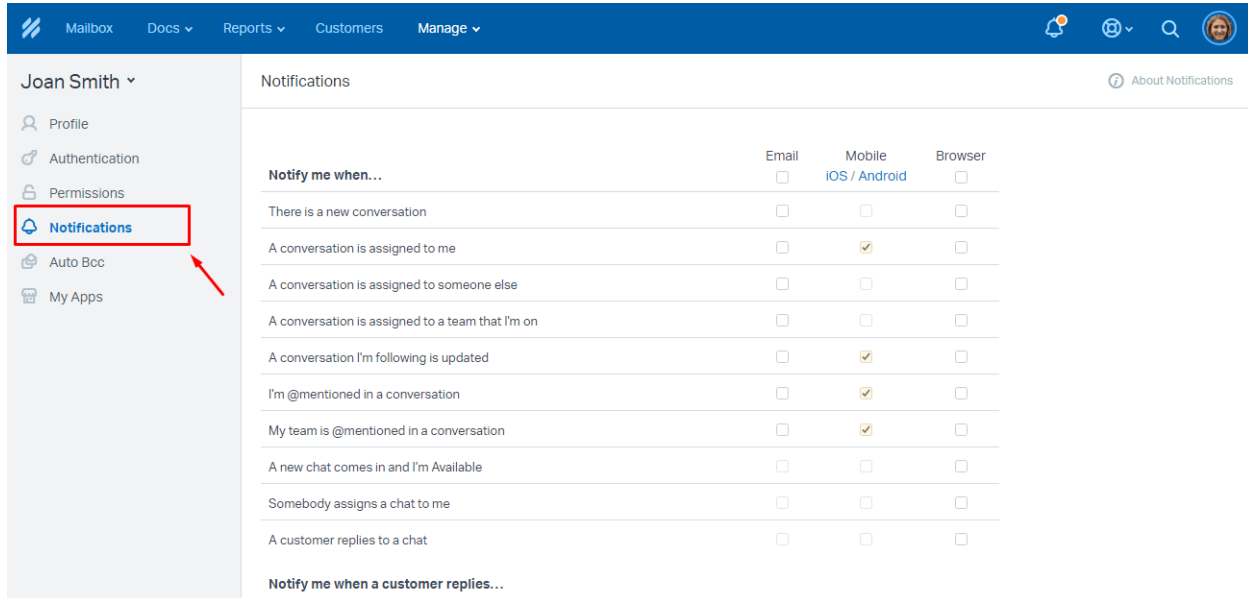 Mailbox Docs Reports Customers Manage
Joan Smith
Profile
Authentication
Permissions
Notifications
Auto Bcc
My Apps
Notifications
About Notifications
Email Mobile Browser
Notify me when... iOS / Android
There is a new conversation
A conversation is assigned to me
A conversation is assigned to someone else
A conversation is assigned to a team that I'm on
A conversation I'm following is updated
I'm @mentioned in a conversation
My team is @mentioned in a conversation
A new chat comes in and I'm Available
Somebody assigns a chat to me
A customer replies to a chat
Notify me when a customer replies...